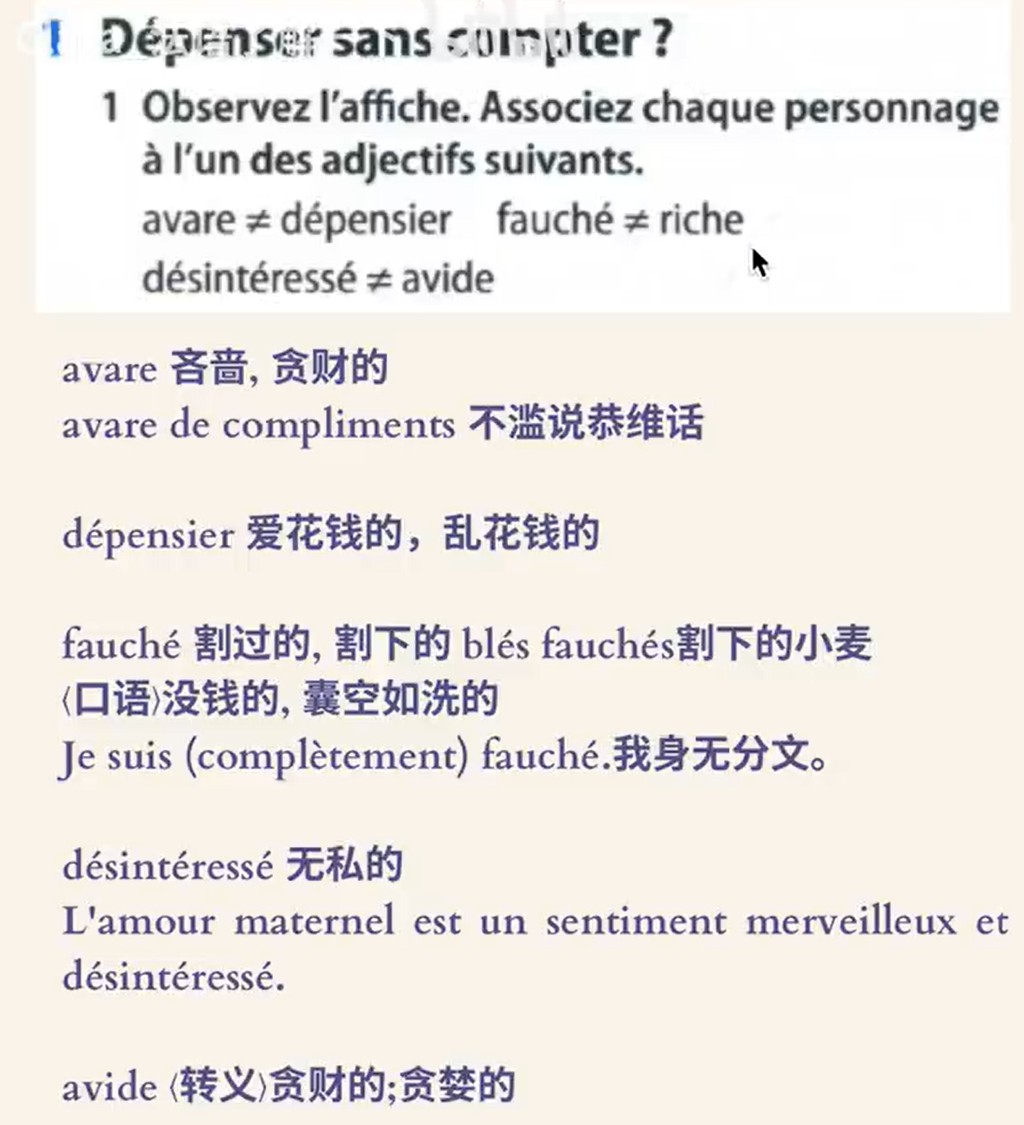 1 Dépenser sans compter ?
1 Observez l'affiche. Associez chaque personnage
à l'un des adjectifs suivants.
avare ≠ dépensier fauché ≠ riche
désintéressé ≠ avide
avare 吝啬, 贪财的
avare de compliments 不滥说恭维话
dépensier 爱花钱的，乱花钱的
fauché 割过的, 割下的 blés fauchés割下的小麦
〈口语〉没钱的, 囊空如洗的
Je suis (complètement) fauché.我身无分文。
désintéressé 无私的
L'amour maternel est un sentiment merveilleux et
désintéressé.
avide 〈转义〉贪财的;贪婪的